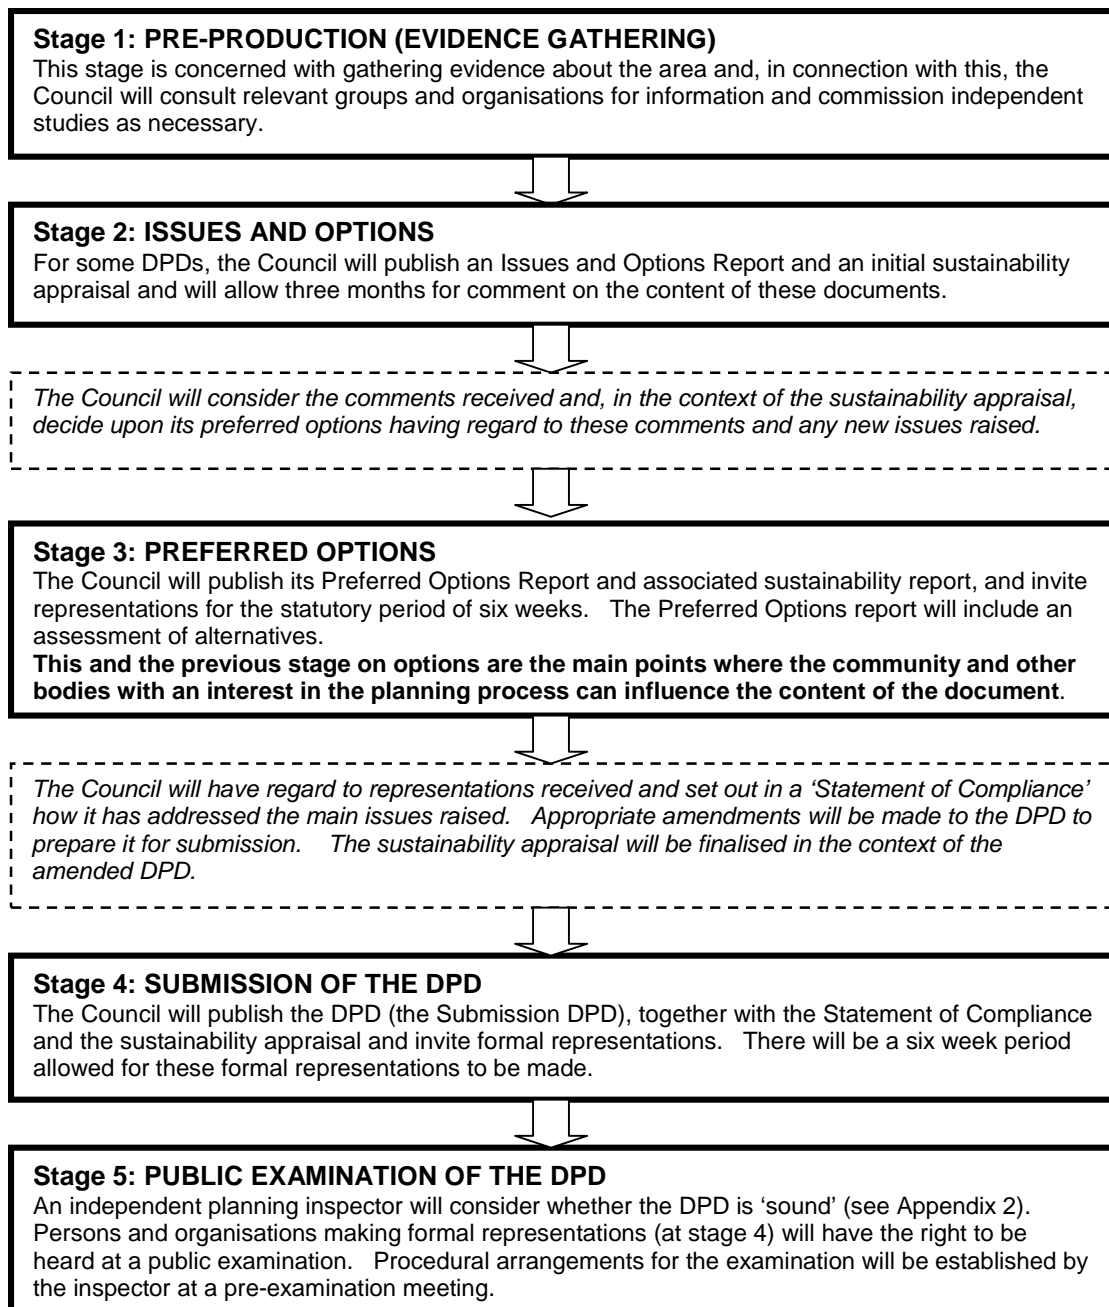 Stage 1: PRE-PRODUCTION (EVIDENCE GATHERING)
This stage is concerned with gathering evidence about the area and, in connection with this, the
Council will consult relevant groups and organisations for information and commission independent
studies as necessary.
Stage 2: ISSUES AND OPTIONS
For some DPDs, the Council will publish an Issues and Options Report and an initial sustainability
appraisal and will allow three months for comment on the content of these documents.
The Council will consider the comments received and, in the context of the sustainability appraisal,
decide upon its preferred options having regard to these comments and any new issues raised.
Stage 3: PREFERRED OPTIONS
The Council will publish its Preferred Options Report and associated sustainability report, and invite
representations for the statutory period of six weeks. The Preferred Options report will include an
assessment of alternatives.
This and the previous stage on options are the main points where the community and other
bodies with an interest in the planning process can influence the content of the document.
The Council will have regard to representations received and set out in a ‘Statement of Compliance’
how it has addressed the main issues raised. Appropriate amendments will be made to the DPD to
prepare it for submission. The sustainability appraisal will be finalised in the context of the
amended DPD.
Stage 4: SUBMISSION OF THE DPD
The Council will publish the DPD (the Submission DPD), together with the Statement of Compliance
and the sustainability appraisal and invite formal representations. There will be a six week period
allowed for these formal representations to be made.
Stage 5: PUBLIC EXAMINATION OF THE DPD
An independent planning inspector will consider whether the DPD is ‘sound’ (see Appendix 2).
Persons and organisations making formal representations (at stage 4) will have the right to be
heard at a public examination. Procedural arrangements for the examination will be established by
the inspector at a pre-examination meeting.